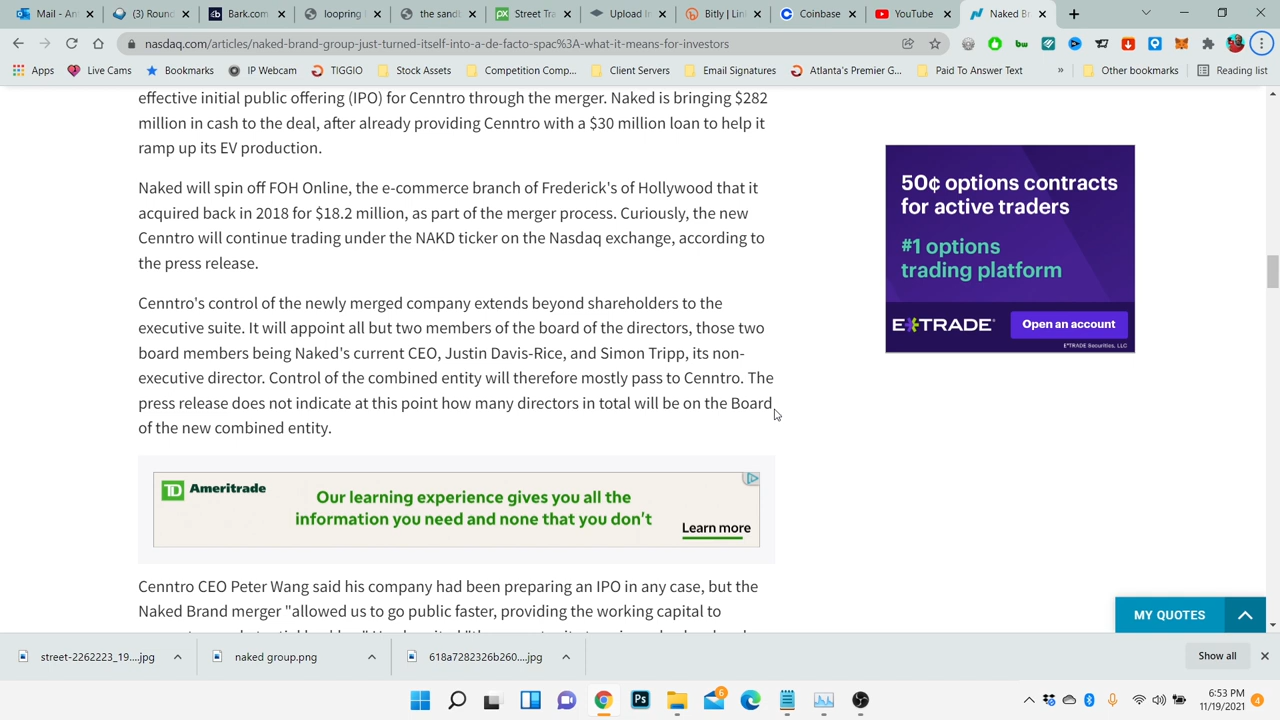 Mail - An
(3) Round
Bark.com
looping l
the sandt
Street Tra
Upload In
Bitly | Lin
Coinbase
YouTube
Naked Br
nasdaq.com/articles/naked-brand-group-just-turned-itself-into-a-de-facto-spac%3A-what-it-means-for-investors
Apps
Live Cams
Bookmarks
IP Webcam
TIGGIO
Stock Assets
Competition Comp...
Client Servers
Email Signatures
Atlanta's Premier G...
Paid To Answer Text
»
Other bookmarks
Reading list
effective initial public offering (IPO) for Cenntro through the merger. Naked is bringing $282
million in cash to the deal, after already providing Cenntro with a $30 million loan to help it
ramp up its EV production.
Naked will spin off FOH Online, the e-commerce branch of Frederick's of Hollywood that it
acquired back in 2018 for $18.2 million, as part of the merger process. Curiously, the new
Cenntro will continue trading under the NAKD ticker on the Nasdaq exchange, according to
the press release.
Cenntro's control of the newly merged company extends beyond shareholders to the
executive suite. It will appoint all but two members of the board of the directors, those two
board members being Naked's current CEO, Justin Davis-Rice, and Simon Tripp, its non-
executive director. Control of the combined entity will therefore mostly pass to Cenntro. The
press release does not indicate at this point how many directors in total will be on the Board
of the new combined entity.
50¢ options contracts
for active traders
#1 options
trading platform
E*TRADE
Open an account
E*TRADE Securities, LLC
TD Ameritrade
Our learning experience gives you all the
information you need and none that you don't
Learn more
Cenntro CEO Peter Wang said his company had been preparing an IPO in any case, but the
Naked Brand merger "allowed us to go public faster, providing the working capital to
MY QUOTES
street-2262223_19....jpg
naked group.png
618a7282326b260....jpg
Show all
Ps
6
6:53 PM
11/19/2021
4